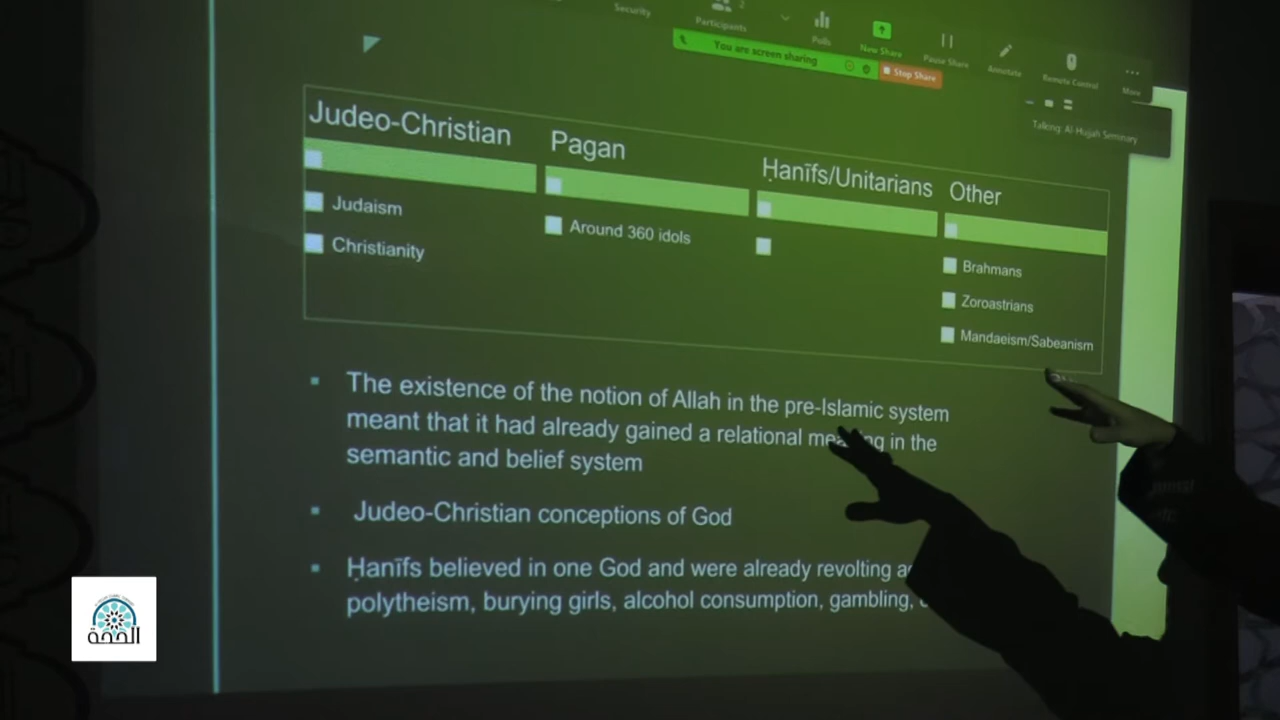 Security
Participants
2
Polls
New Share
Pause Share
Annotate
Remote Control
More
You are screen sharing
Stop Share
Talking: Al-Hujjah Seminary
Judeo-Christian
Judaism
Christianity
Pagan
Around 360 idols
Ḥanīfs/Unitarians
Other
Brahmans
Zoroastrians
Mandaeism/Sabeanism
The existence of the notion of Allah in the pre-Islamic system
meant that it had already gained a relational in the
semantic and belief system
Judeo-Christian conceptions of God
Ḥanīfs believed in one God and were already revolting
polytheism, burying girls, alcohol consumption, gambling,
الحجة